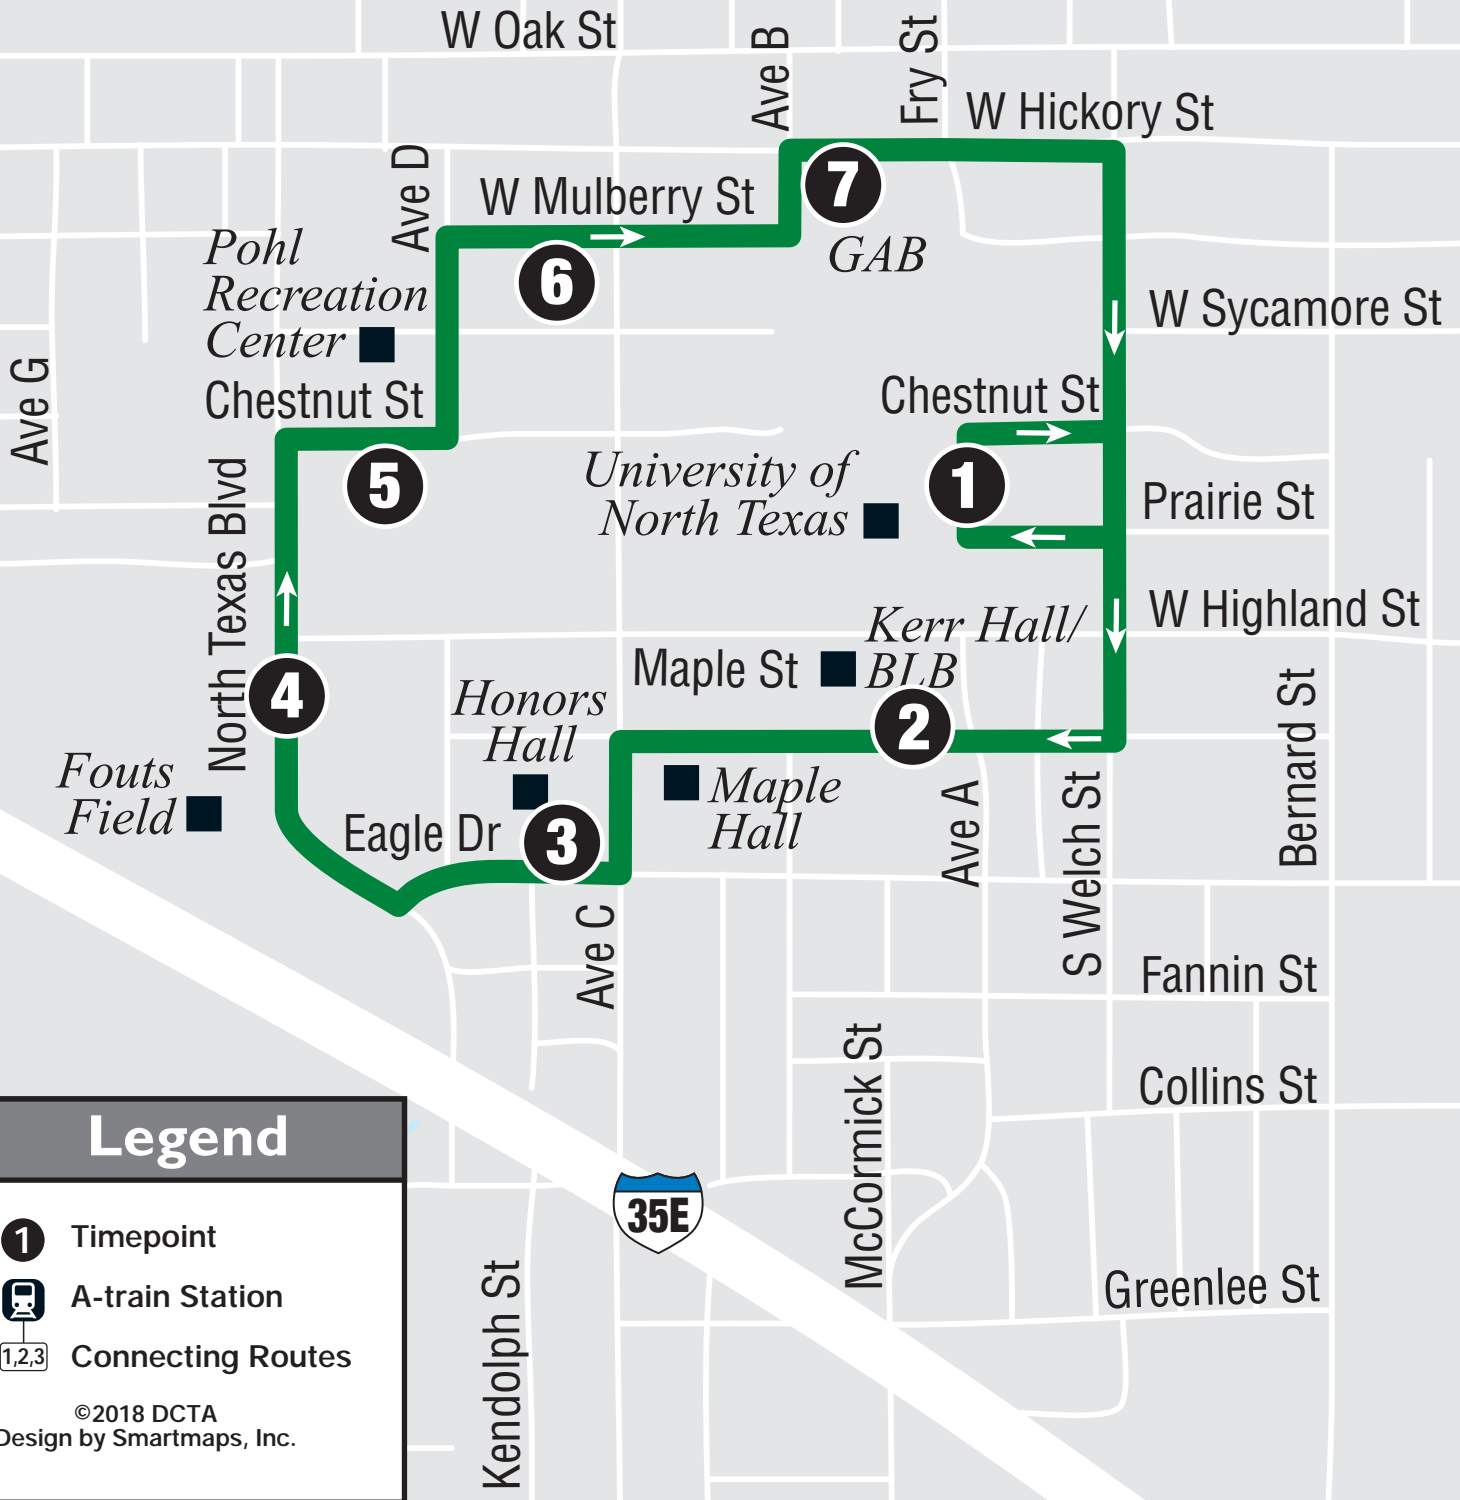 W Oak St
Ave B
Fry St
W Hickory St
Ave D
W Mulberry St
7
GAB
Pohl
Recreation
Center
6
W Sycamore St
Ave G
Chestnut St
Chestnut St
5
University of
North Texas
1
Prairie St
North Texas Blvd
W Highland St
Kerr Hall/
BLB
Maple St
4
Honors
Hall
2
Bernard St
Fouts
Field
Maple
Hall
Eagle Dr
3
Ave A
S Welch St
Ave C
Fannin St
McCormick St
Collins St
Legend
35E
1 Timepoint
A-train Station
1,2,3 Connecting Routes
©2018 DCTA
Design by Smartmaps, Inc.
Kendolph St
Greenlee St